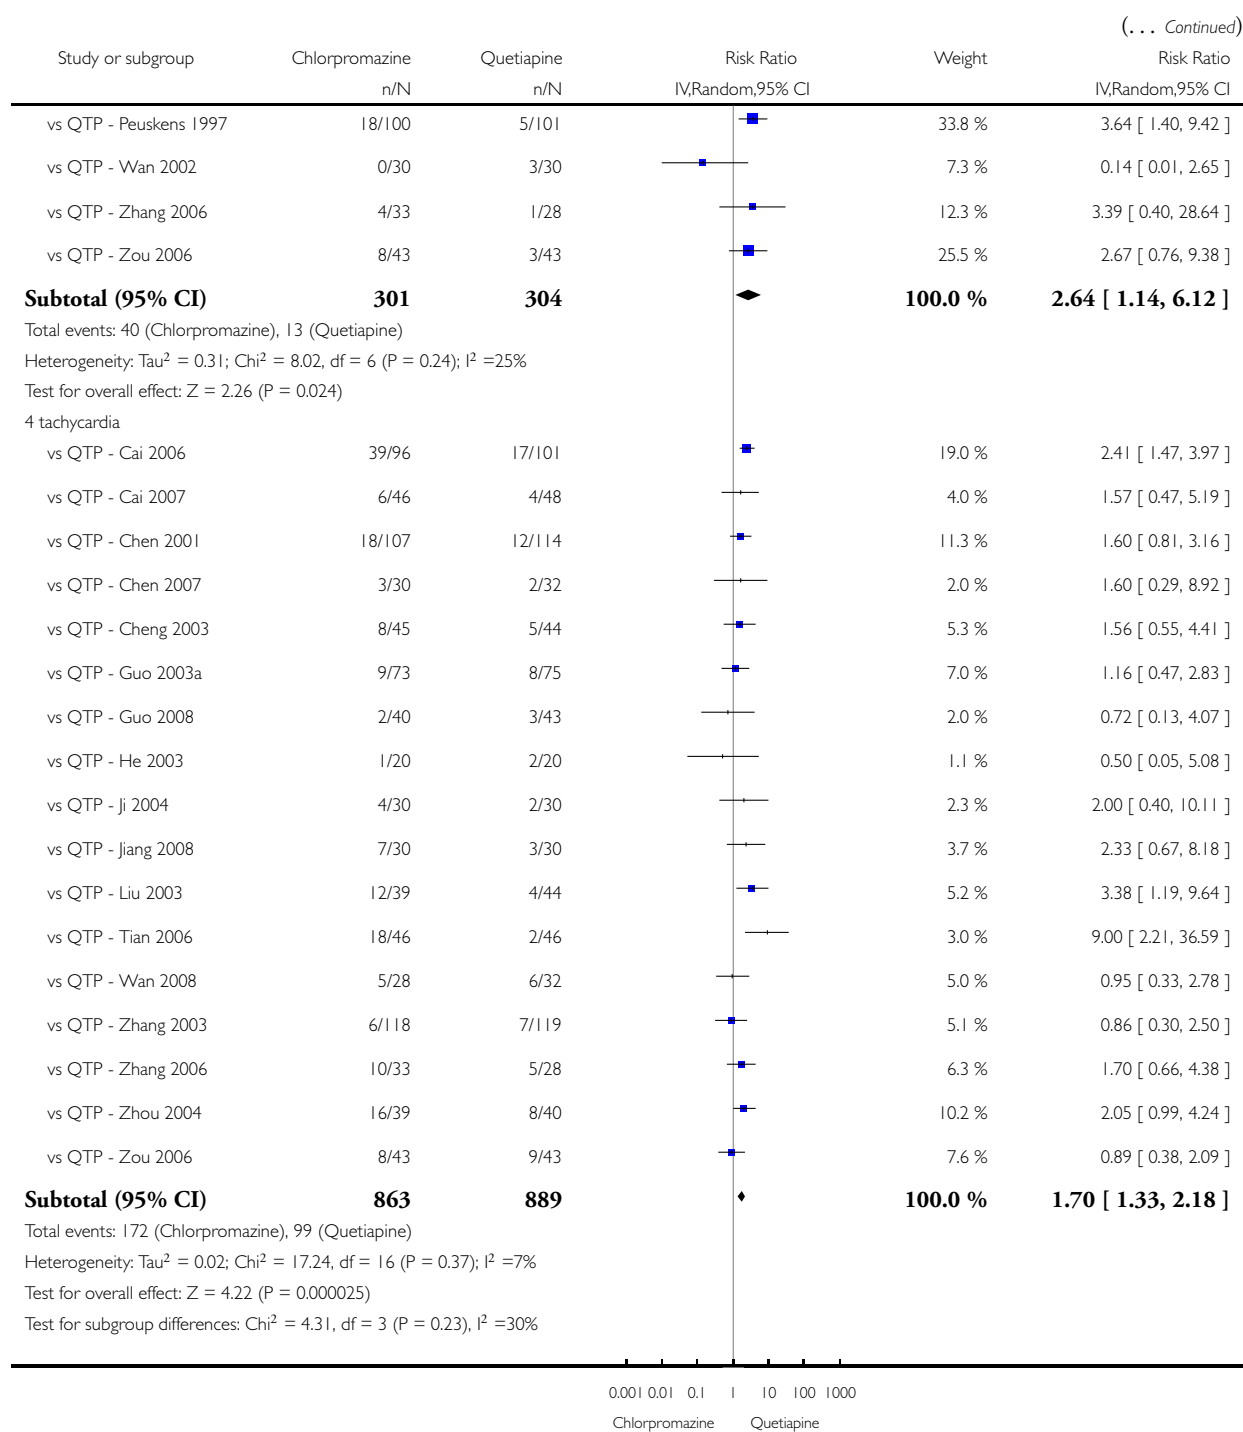 (. . . Continued)
Study or subgroup Chlorpromazine Quetiapine Risk Ratio Weight Risk Ratio
n/N n/N IV,Random,95% CI IV,Random,95% CI
vs QTP - Peuskens 1997 18/100 5/101 33.8 % 3.64 [ 1.40, 9.42 ]
vs QTP - Wan 2002 0/30 3/30 7.3 % 0.14 [ 0.01, 2.65 ]
vs QTP - Zhang 2006 4/33 1/28 12.3 % 3.39 [ 0.40, 28.64 ]
vs QTP - Zou 2006 8/43 3/43 25.5 % 2.67 [ 0.76, 9.38 ]
Subtotal (95% CI) 301 304 100.0 % 2.64 [ 1.14, 6.12 ]
Total events: 40 (Chlorpromazine), 13 (Quetiapine)
Heterogeneity: Tau² = 0.31; Chi² = 8.02, df = 6 (P = 0.24); I² =25%
Test for overall effect: Z = 2.26 (P = 0.024)
4 tachycardia
vs QTP - Cai 2006 39/96 17/101 19.0 % 2.41 [ 1.47, 3.97 ]
vs QTP - Cai 2007 6/46 4/48 4.0 % 1.57 [ 0.47, 5.19 ]
vs QTP - Chen 2001 18/107 12/114 11.3 % 1.60 [ 0.81, 3.16 ]
vs QTP - Chen 2007 3/30 2/32 2.0 % 1.60 [ 0.29, 8.92 ]
vs QTP - Cheng 2003 8/45 5/44 5.3 % 1.56 [ 0.55, 4.41 ]
vs QTP - Guo 2003a 9/73 8/75 7.0 % 1.16 [ 0.47, 2.83 ]
vs QTP - Guo 2008 2/40 3/43 2.0 % 0.72 [ 0.13, 4.07 ]
vs QTP - He 2003 1/20 2/20 1.1 % 0.50 [ 0.05, 5.08 ]
vs QTP - Ji 2004 4/30 2/30 2.3 % 2.00 [ 0.40, 10.11 ]
vs QTP - Jiang 2008 7/30 3/30 3.7 % 2.33 [ 0.67, 8.18 ]
vs QTP - Liu 2003 12/39 4/44 5.2 % 3.38 [ 1.19, 9.64 ]
vs QTP - Tian 2006 18/46 2/46 3.0 % 9.00 [ 2.21, 36.59 ]
vs QTP - Wan 2008 5/28 6/32 5.0 % 0.95 [ 0.33, 2.78 ]
vs QTP - Zhang 2003 6/118 7/119 5.1 % 0.86 [ 0.30, 2.50 ]
vs QTP - Zhang 2006 10/33 5/28 6.3 % 1.70 [ 0.66, 4.38 ]
vs QTP - Zhou 2004 16/39 8/40 10.2 % 2.05 [ 0.99, 4.24 ]
vs QTP - Zou 2006 8/43 9/43 7.6 % 0.89 [ 0.38, 2.09 ]
Subtotal (95% CI) 863 889 100.0 % 1.70 [ 1.33, 2.18 ]
Total events: 172 (Chlorpromazine), 99 (Quetiapine)
Heterogeneity: Tau² = 0.02; Chi² = 17.24, df = 16 (P = 0.37); I² =7%
Test for overall effect: Z = 4.22 (P = 0.000025)
Test for subgroup differences: Chi² = 4.31, df = 3 (P = 0.23), I² =30%
0.001 0.01 0.1 1 10 100 1000
Chlorpromazine Quetiapine